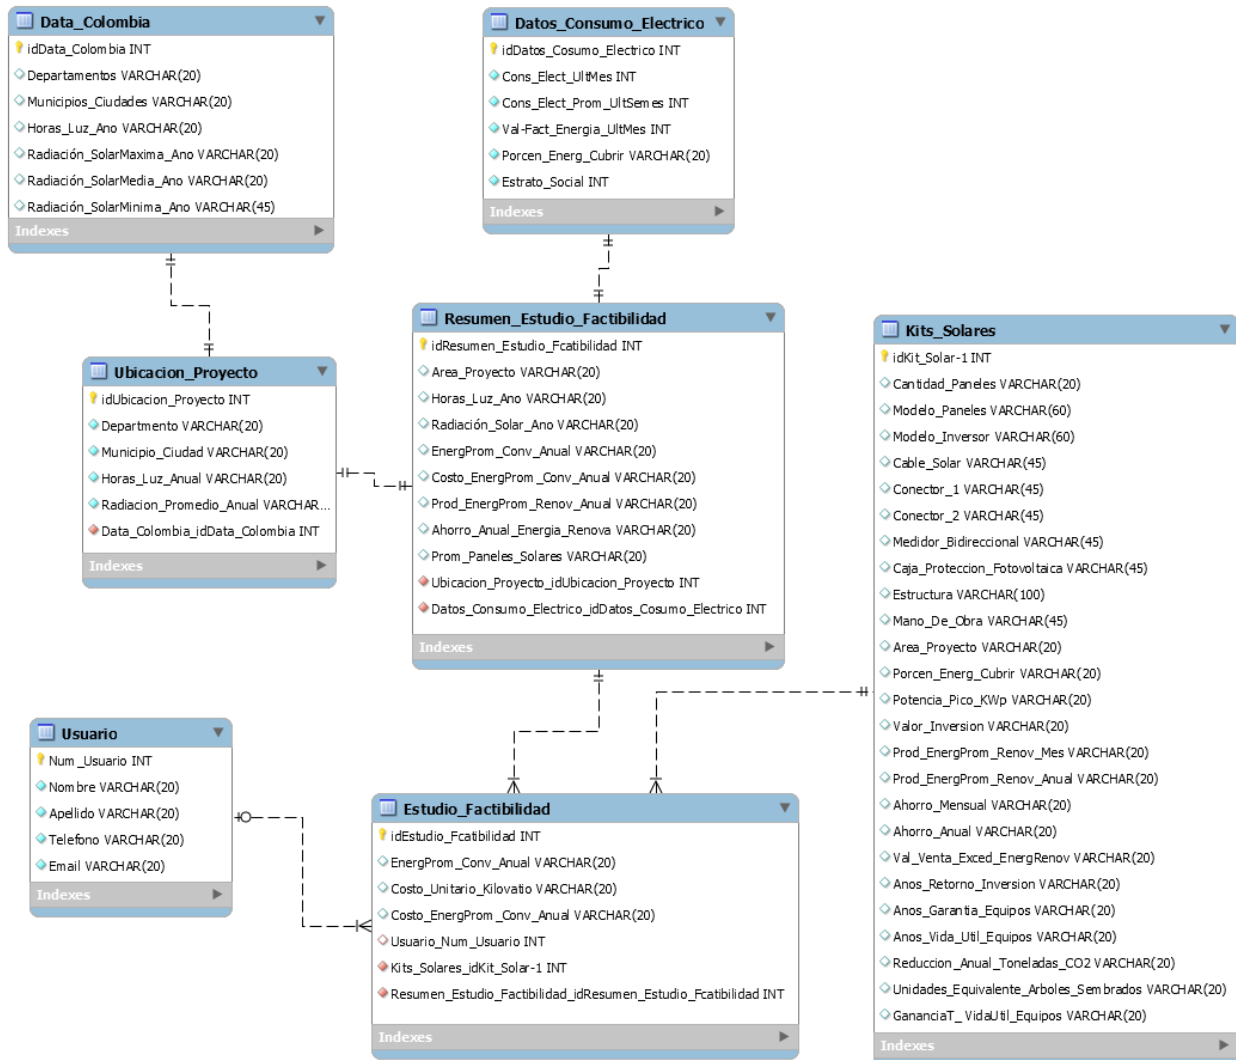 Data_Colombia
idData_Colombia INT
Departamentos VARCHAR(20)
Municipios_Ciudades VARCHAR(20)
Horas_Luz_Ano VARCHAR(20)
Radiación_SolarMaxima_Ano VARCHAR(20)
Radiación_SolarMedia_Ano VARCHAR(20)
Radiación_SolarMinima_Ano VARCHAR(45)
Indexes
Datos_Consumo_Electrico
idDatos_Cosumo_Electrico INT
Cons_Elect_UltMes INT
Cons_Elect_Prom_UltSemes INT
Val-Fact_Energia_UltMes INT
Porcen_Energ_Cubrir VARCHAR(20)
Estrato_Social INT
Indexes
Ubicacion_Proyecto
idUbicacion_Proyecto INT
Departmento VARCHAR(20)
Municipio_Ciudad VARCHAR(20)
Horas_Luz_Anual VARCHAR(20)
Radiacion_Promedio_Anual VARCHAR...
Data_Colombia_idData_Colombia INT
Indexes
Resumen_Estudio_Factibilidad
idResumen_Estudio_Fcatibilidad INT
Area_Proyecto VARCHAR(20)
Horas_Luz_Ano VARCHAR(20)
Radiación_Solar_Ano VARCHAR(20)
EnergProm_Conv_Anual VARCHAR(20)
Costo_EnergProm_Conv_Anual VARCHAR(20)
Prod_EnergProm_Renov_Anual VARCHAR(20)
Ahorro_Anual_Energia_Renova VARCHAR(20)
Prom_Paneles_Solares VARCHAR(20)
Ubicacion_Proyecto_idUbicacion_Proyecto INT
Datos_Consumo_Electrico_idDatos_Cosumo_Electrico INT
Indexes
Kits_Solares
idKit_Solar-1 INT
Cantidad_Paneles VARCHAR(20)
Modelo_Paneles VARCHAR(60)
Modelo_Inversor VARCHAR(60)
Cable_Solar VARCHAR(45)
Conector_1 VARCHAR(45)
Conector_2 VARCHAR(45)
Medidor_Bidireccional VARCHAR(45)
Caja_Proteccion_Fotovoltaica VARCHAR(45)
Estructura VARCHAR(100)
Mano_De_Obra VARCHAR(45)
Area_Proyecto VARCHAR(20)
Porcen_Energ_Cubrir VARCHAR(20)
Potencia_Pico_KWp VARCHAR(20)
Valor_Inversion VARCHAR(20)
Prod_EnergProm_Renov_Mes VARCHAR(20)
Prod_EnergProm_Renov_Anual VARCHAR(20)
Ahorro_Mensual VARCHAR(20)
Ahorro_Anual VARCHAR(20)
Val_Venta_Exced_EnergRenov VARCHAR(20)
Anos_Retorno_Inversion VARCHAR(20)
Anos_Garantia_Equipos VARCHAR(20)
Anos_Vida_Util_Equipos VARCHAR(20)
Reduccion_Anual_Toneladas_CO2 VARCHAR(20)
Unidades_Equivalente_Arboles_Sembrados VARCHAR(20)
GananciaT_ VidaUtil_Equipos VARCHAR(20)
Indexes
Usuario
Num_Usuario INT
Nombre VARCHAR(20)
Apellido VARCHAR(20)
Telefono VARCHAR(20)
Email VARCHAR(20)
Indexes
Estudio_Factibilidad
idEstudio_Fcatibilidad INT
EnergProm_Conv_Anual VARCHAR(20)
Costo_Unitario_Kilovatio VARCHAR(20)
Costo_EnergProm_Conv_Anual VARCHAR(20)
Usuario_Num_Usuario INT
Kits_Solares_idKit_Solar-1 INT
Resumen_Estudio_Factibilidad_idResumen_Estudio_Fcatibilidad INT
Indexes